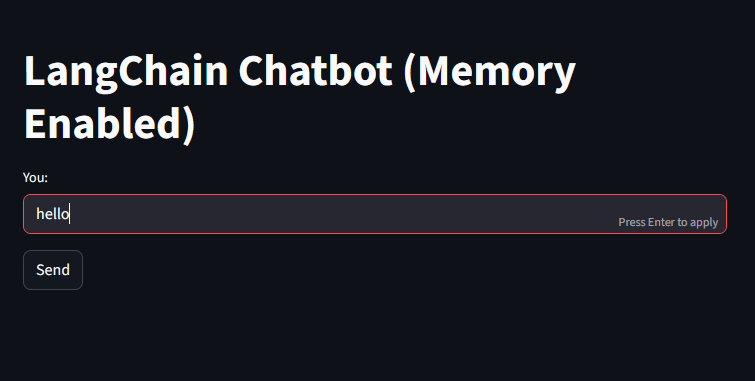 LangChain Chatbot (Memory
Enabled)
You:
hello
Press Enter to apply
Send